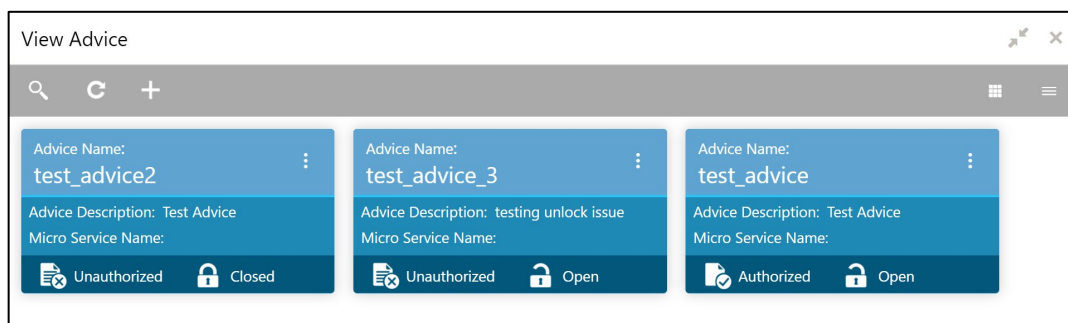 View Advice
Advice Name:
test_advice2
Advice Description: Test Advice
Micro Service Name:
Unauthorized Closed
Advice Name:
test_advice_3
Advice Description: testing unlock issue
Micro Service Name:
Unauthorized Open
Advice Name:
test_advice
Advice Description: Test Advice
Micro Service Name:
Authorized Open